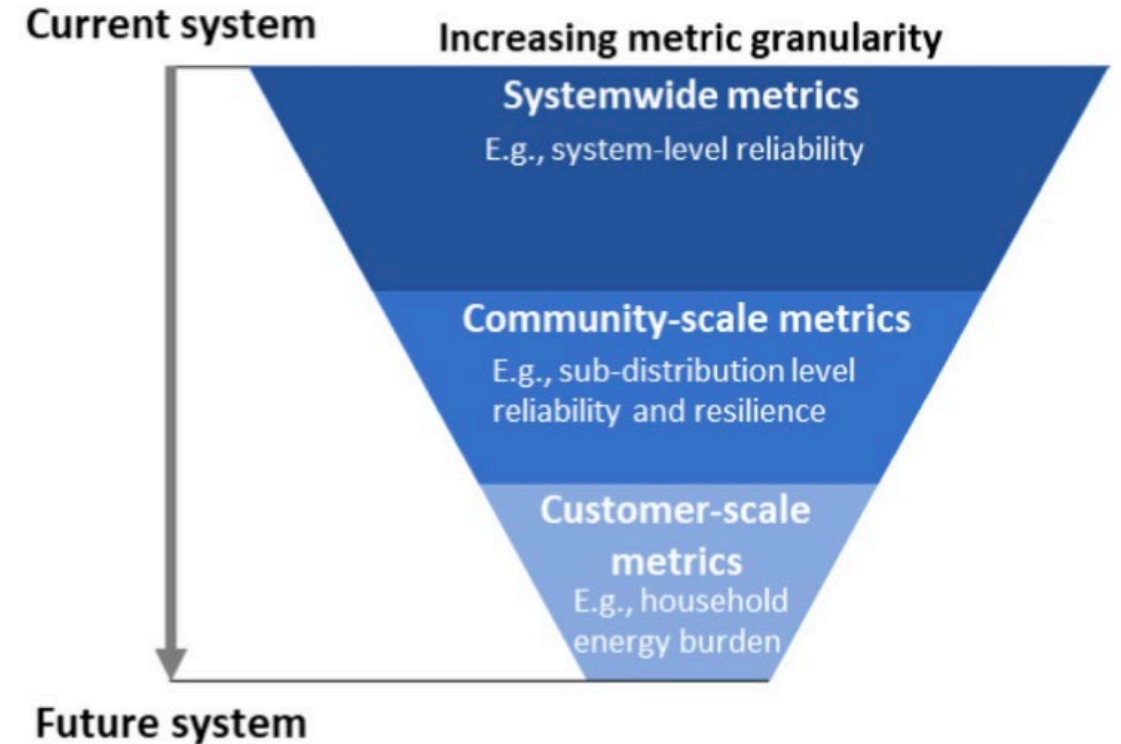 Current system
Increasing metric granularity
Systemwide metrics
E.g., system-level reliability
Community-scale metrics
E.g., sub-distribution level
reliability and resilience
Customer-scale
metrics
E.g., household
energy burden
Future system